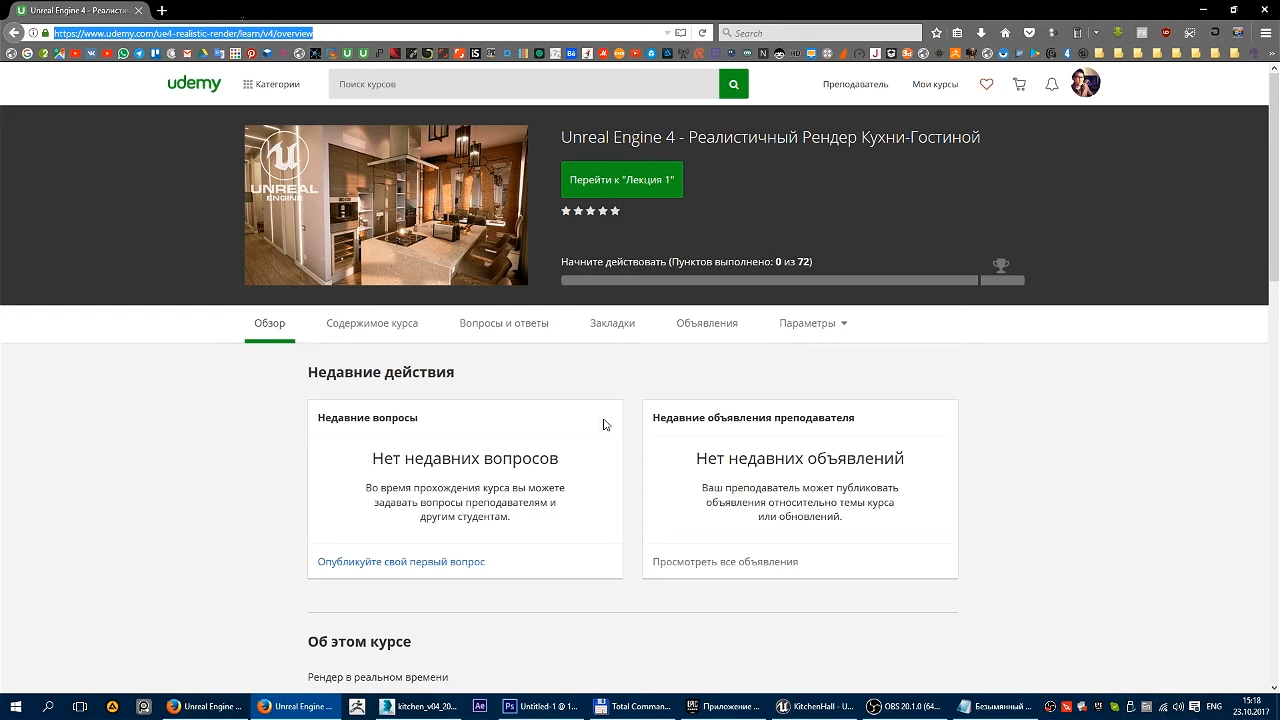 Unreal Engine 4 - Реалистич
https://www.udemy.com/ue4-realistic-render/learn/v4/overview
Search
udemy
Категории
Поиск курсов
Преподаватель
Мои курсы
UNREAL
ENGINE
Unreal Engine 4 - Реалистичный Рендер Кухни-Гостиной
Перейти к "Лекция 1"
Начните действовать (Пунктов выполнено: 0 из 72)
Обзор
Содержимое курса
Вопросы и ответы
Закладки
Объявления
Параметры
Недавние действия
Недавние вопросы
Нет недавних вопросов
Во время прохождения курса вы можете
задавать вопросы преподавателям и
другим студентам.
Опубликуйте свой первый вопрос
Недавние объявления преподавателя
Нет недавних объявлений
Ваш преподаватель может публиковать
объявления относительно темы курса
или обновлений.
Просмотреть все объявления
Об этом курсе
Рендер в реальном времени
Unreal Engine ...
Unreal Engine ...
kitchen_v04_20...
Untitled-1 @ 1...
Total Comman...
Приложение ...
KitchenHall - U...
OBS 20.1.0 (64...
Безымянный ...
ENG
15:18
23.10.2017